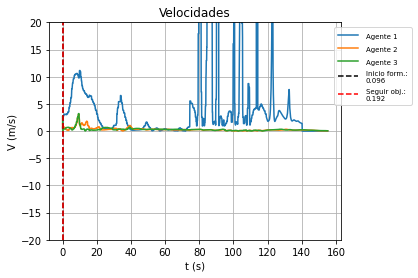 Velocidades
20
15
10
5
0
−5
−10
−15
−20
V (m/s)
0
20
40
60
80
100
120
140
160
t (s)
Agente 1
Agente 2
Agente 3
Inicio form.:
0.096
Seguir obj.:
0.192